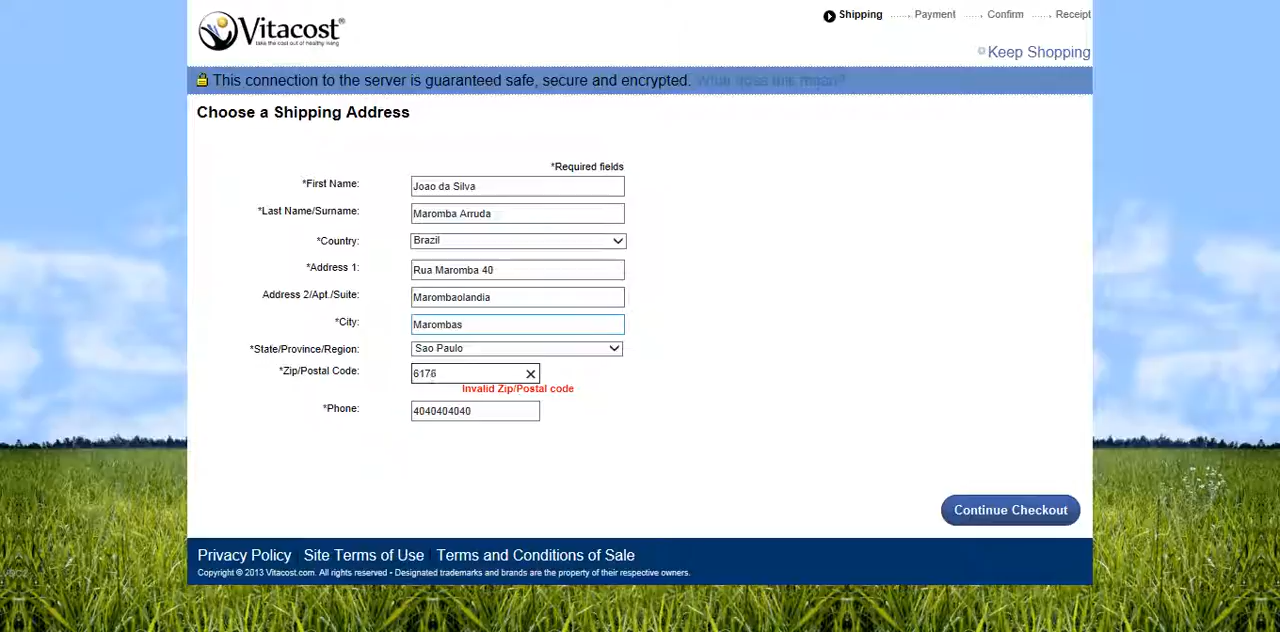 Vitacost®
take the cost out of healthy living
Shipping ...... Payment ...... Confirm ...... Receipt
Keep Shopping
This connection to the server is guaranteed safe, secure and encrypted. What does this mean?
Choose a Shipping Address
*Required fields
*First Name: Joao da Silva
*Last Name/Surname: Maromba Arruda
*Country: Brazil
*Address 1: Rua Maromba 40
Address 2/Apt./Suite: Marombaolandia
*City: Marombas
*State/Province/Region: Sao Paulo
*Zip/Postal Code: 6176
Invalid Zip/Postal code
*Phone: 4040404040
Continue Checkout
Privacy Policy | Site Terms of Use | Terms and Conditions of Sale
Copyright © 2013 Vitacost.com. All rights reserved - Designated trademarks and brands are the property of their respective owners.